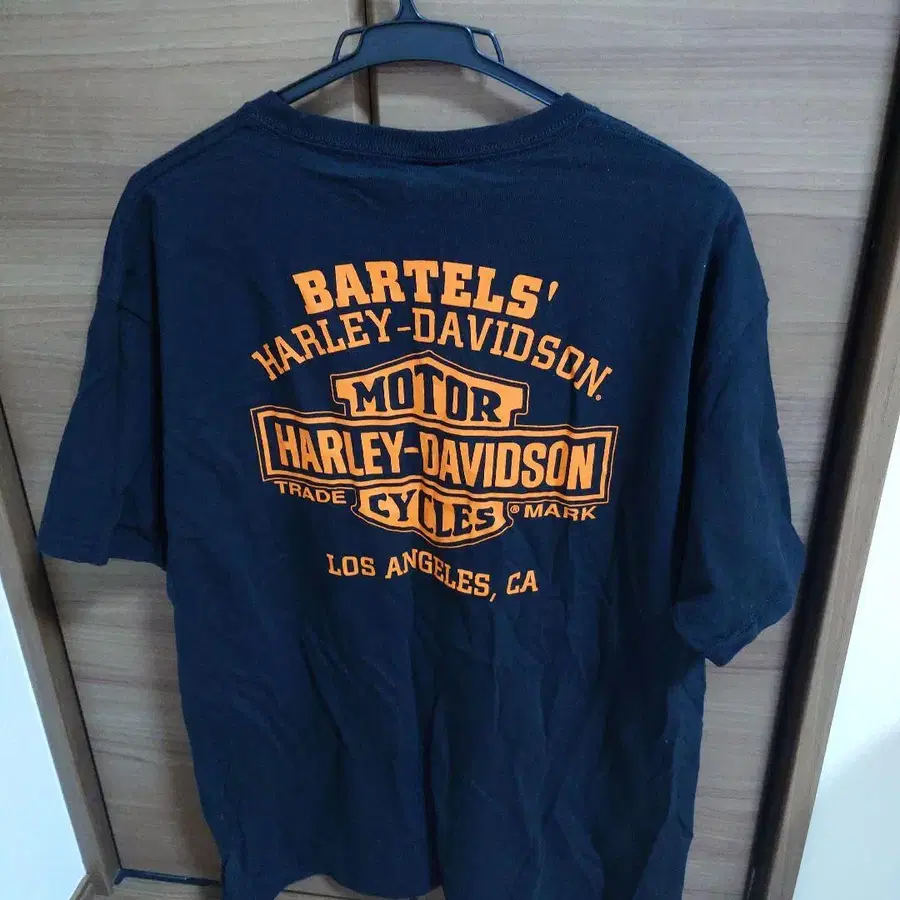 BARTELS'
HARLEY-DAVIDSON®
MOTOR
HARLEY-DAVIDSON
TRADE CYCLES ® MARK
LOS ANGELES, CA